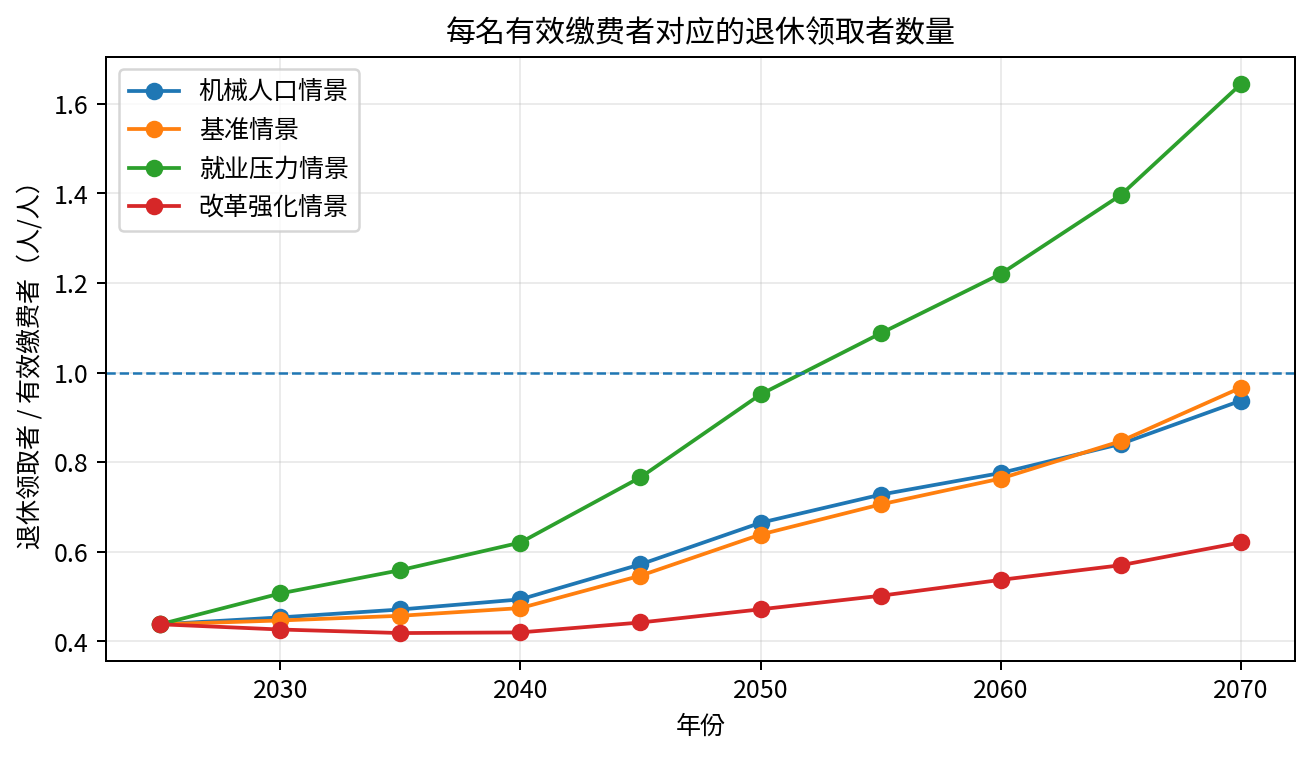 每名有效缴费者对应的退休领取者数量
机械人口情景
基准情景
就业压力情景
改革强化情景
退休领取者 / 有效缴费者（人/人）
1.6
1.4
1.2
1.0
0.8
0.6
0.4
2030
2040
2050
2060
2070
年份